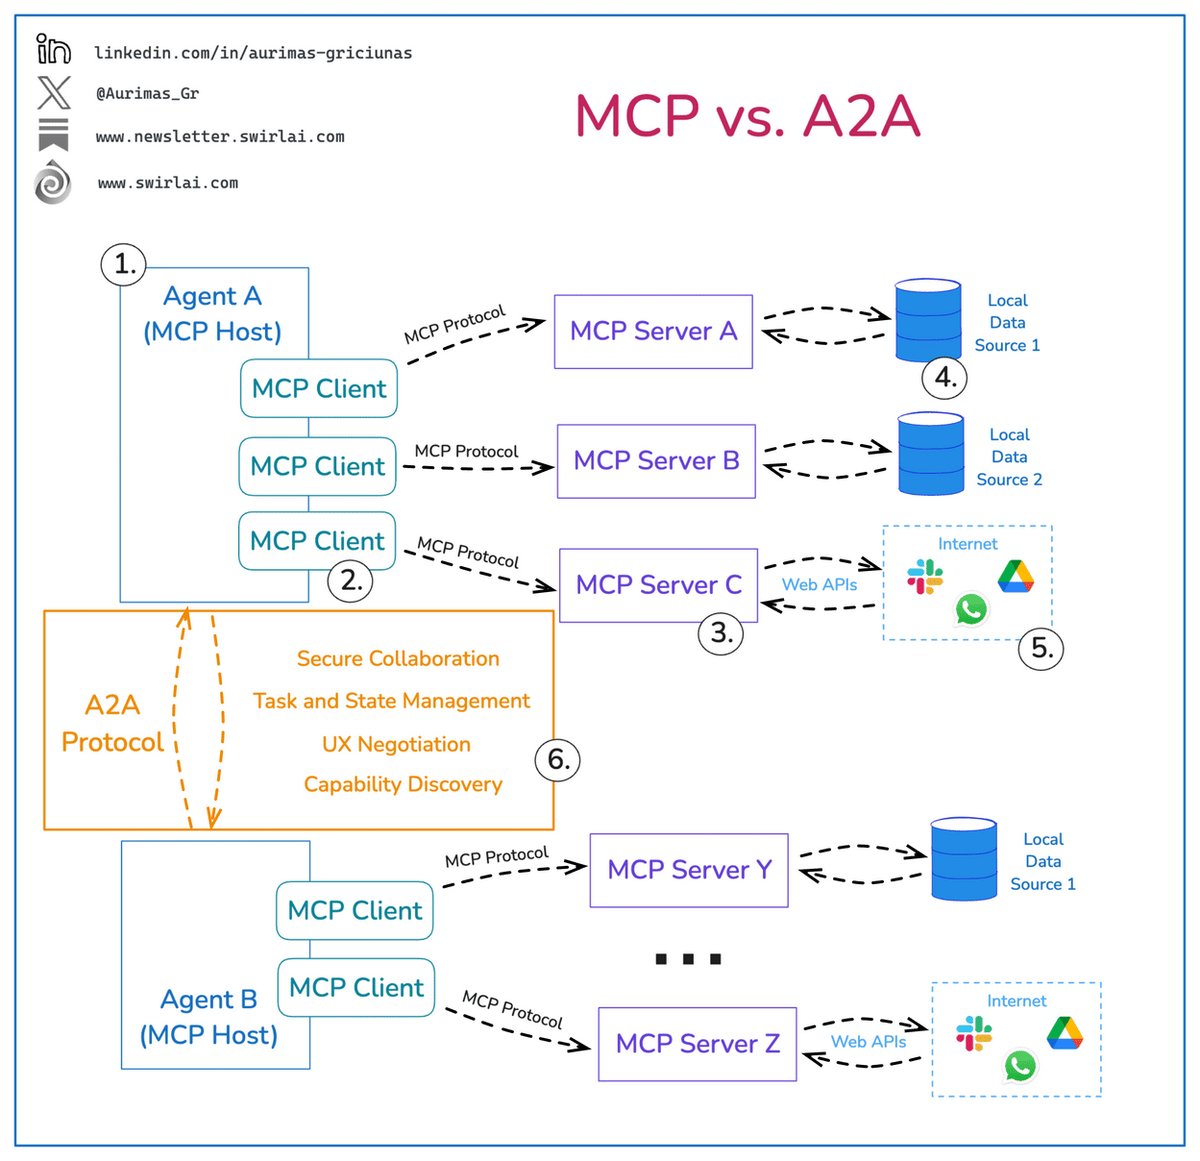 in
linkedin.com/in/aurimas-griciunas
@Aurimas_Gr
www.newsletter.swirlai.com
www.swirlai.com
MCP vs. A2A
1.
Agent A
(MCP Host)
MCP Client
MCP Client
MCP Client
2.
MCP Protocol
MCP Protocol
MCP Protocol
MCP Server A
MCP Server B
MCP Server C
3.
Local
Data
Source 1
4.
Local
Data
Source 2
Web APIs
Internet
5.
A2A
Protocol
Secure Collaboration
Task and State Management
UX Negotiation
Capability Discovery
6.
MCP Client
MCP Client
Agent B
(MCP Host)
MCP Protocol
MCP Protocol
MCP Server Y
...
MCP Server Z
Local
Data
Source 1
Web APIs
Internet